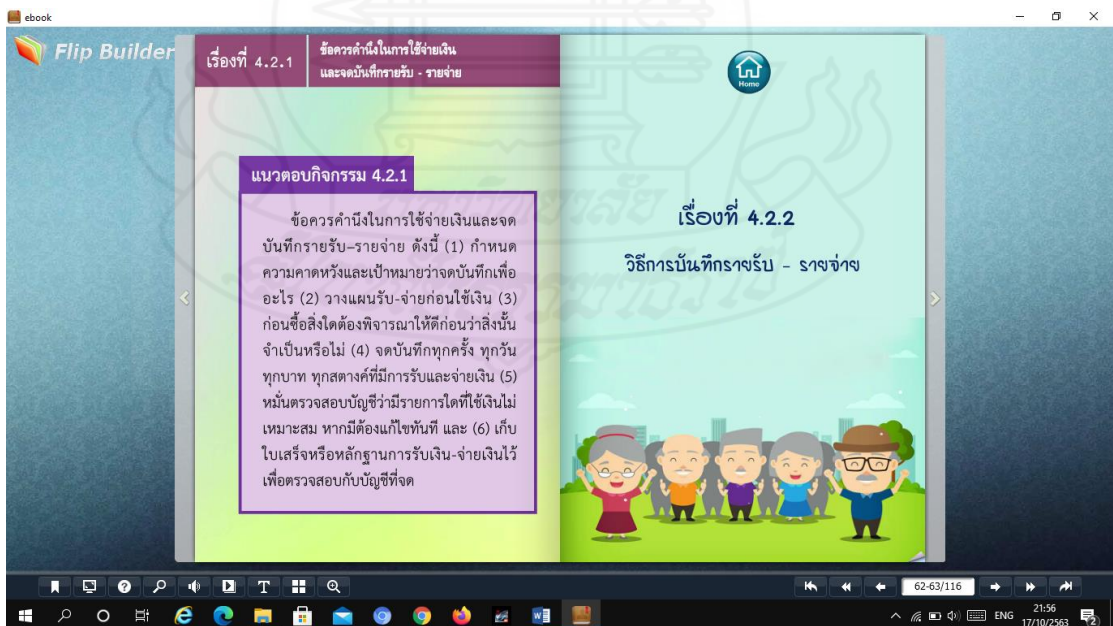 ebook
Flip Builder
เรื่องที่ 4.2.1
ข้อควรคำนึงในการใช้จ่ายเงิน
และจดบันทึกรายรับ - รายจ่าย
แนวตอบกิจกรรม 4.2.1
ข้อควรคำนึงในการใช้จ่ายเงินและจด
บันทึกรายรับ–รายจ่าย ดังนี้ (1) กำหนด
ความคาดหวังและเป้าหมายว่าจดบันทึกเพื่อ
อะไร (2) วางแผนรับ-จ่ายก่อนใช้เงิน (3)
ก่อนซื้อสิ่งใดต้องพิจารณาให้ดีก่อนว่าสิ่งนั้น
จำเป็นหรือไม่ (4) จดบันทึกทุกครั้ง ทุกวัน
ทุกบาท ทุกสตางค์ที่มีการรับและจ่ายเงิน (5)
หมั่นตรวจสอบบัญชีว่ามีรายการใดที่ใช้เงินไม่
เหมาะสม หากมีต้องแก้ไขทันที และ (6) เก็บ
ใบเสร็จหรือหลักฐานการรับเงิน-จ่ายเงินไว้
เพื่อตรวจสอบกับบัญชีที่จด
Home
เรื่องที่ 4.2.2
วิธีการบันทึกรายรับ - รายจ่าย
62-63/116
ENG
21:56
17/10/2563
2